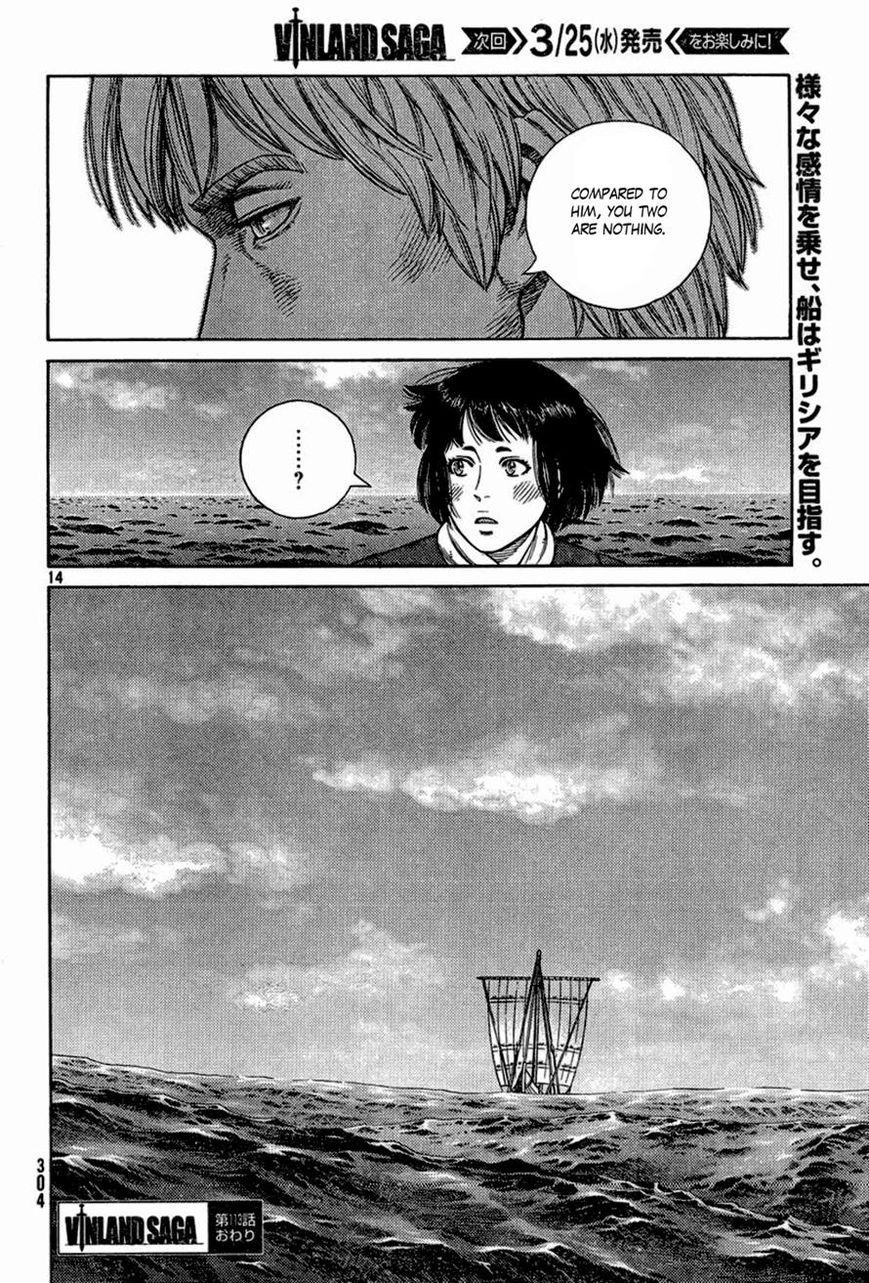 VINLAND SAGA 次回 3/25(水)発売 をお楽しみに!
様々な感情を乗せ、船はギリシアを目指す。
COMPARED TO
HIM, YOU TWO
ARE NOTHING.
……?
14
304
VINLAND SAGA
第113話
おわり